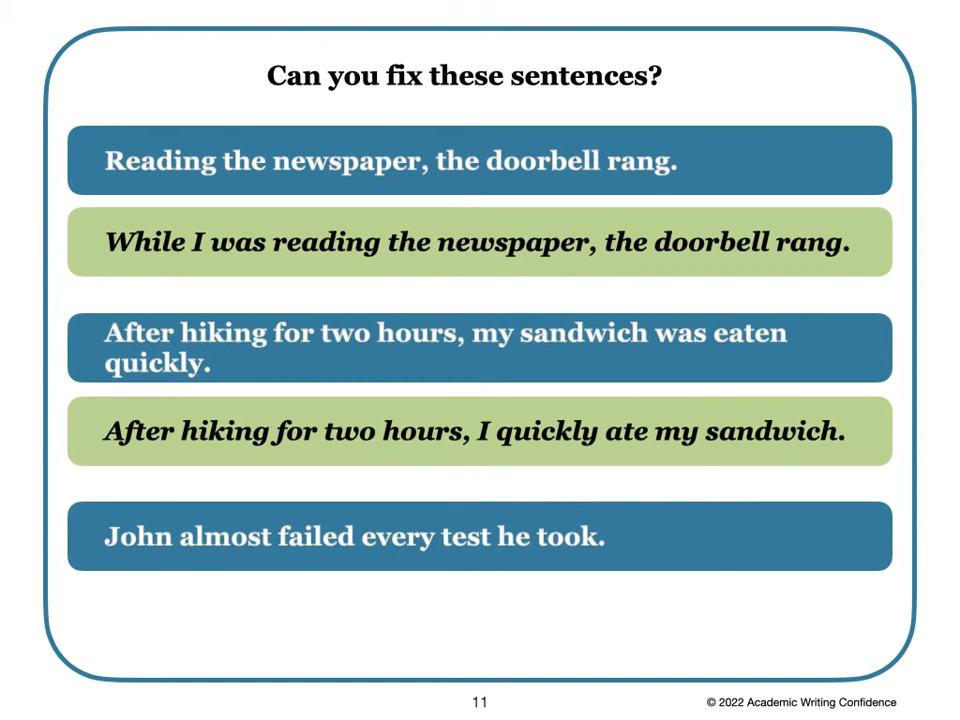 Can you fix these sentences?
Reading the newspaper, the doorbell rang.
While I was reading the newspaper, the doorbell rang.
After hiking for two hours, my sandwich was eaten
quickly.
After hiking for two hours, I quickly ate my sandwich.
John almost failed every test he took.
11
© 2022 Academic Writing Confidence